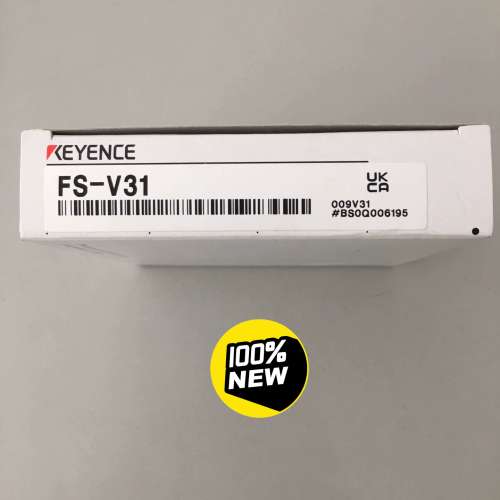 KEYENCE
FS-V31
UK
CA
009V31
#BS0Q006195
100%
NEW